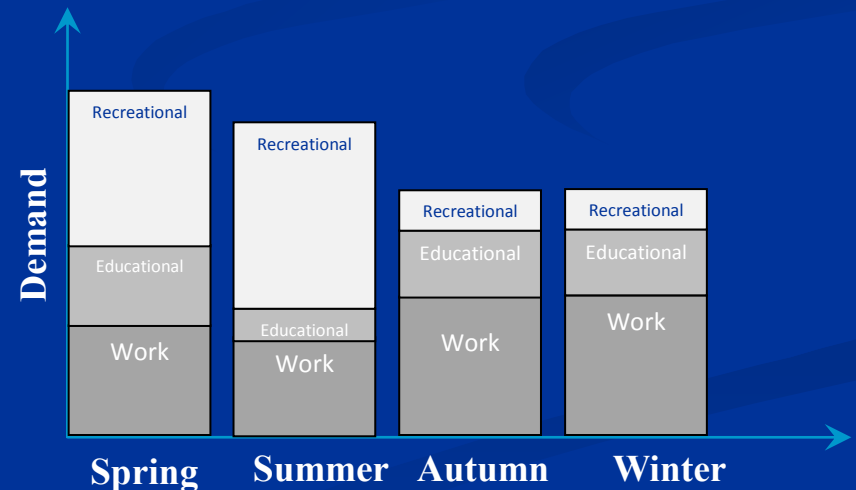 Demand
Recreational
Educational
Work
Recreational
Educational
Work
Recreational
Educational
Work
Recreational
Educational
Work
Spring
Summer
Autumn
Winter